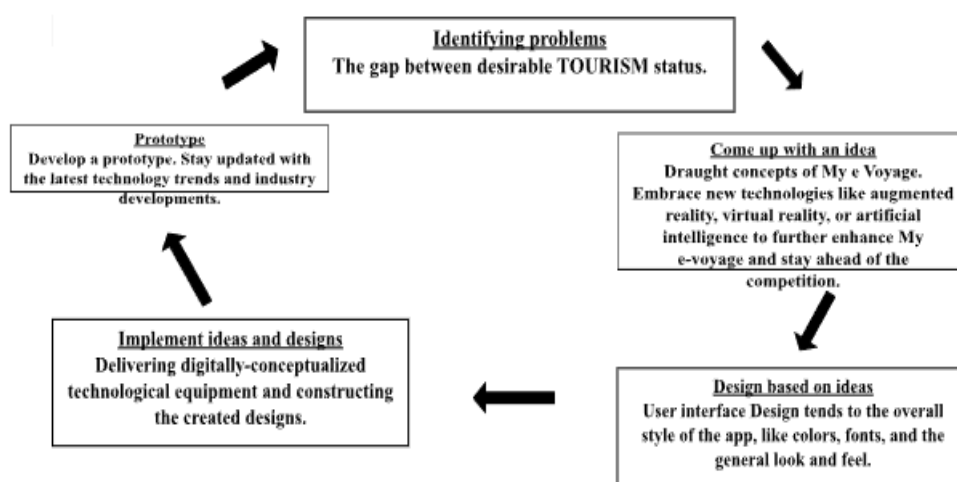 Identifying problems
The gap between desirable TOURISM status.
Come up with an idea
Draught concepts of My e Voyage.
Embrace new technologies like augmented
reality, virtual reality, or artificial
intelligence to further enhance My
e-voyage and stay ahead of the
competition.
Design based on ideas
User interface Design tends to the overall
style of the app, like colors, fonts, and the
general look and feel.
Implement ideas and designs
Delivering digitally-conceptualized
technological equipment and constructing
the created designs.
Prototype
Develop a prototype. Stay updated with
the latest technology trends and industry
developments.